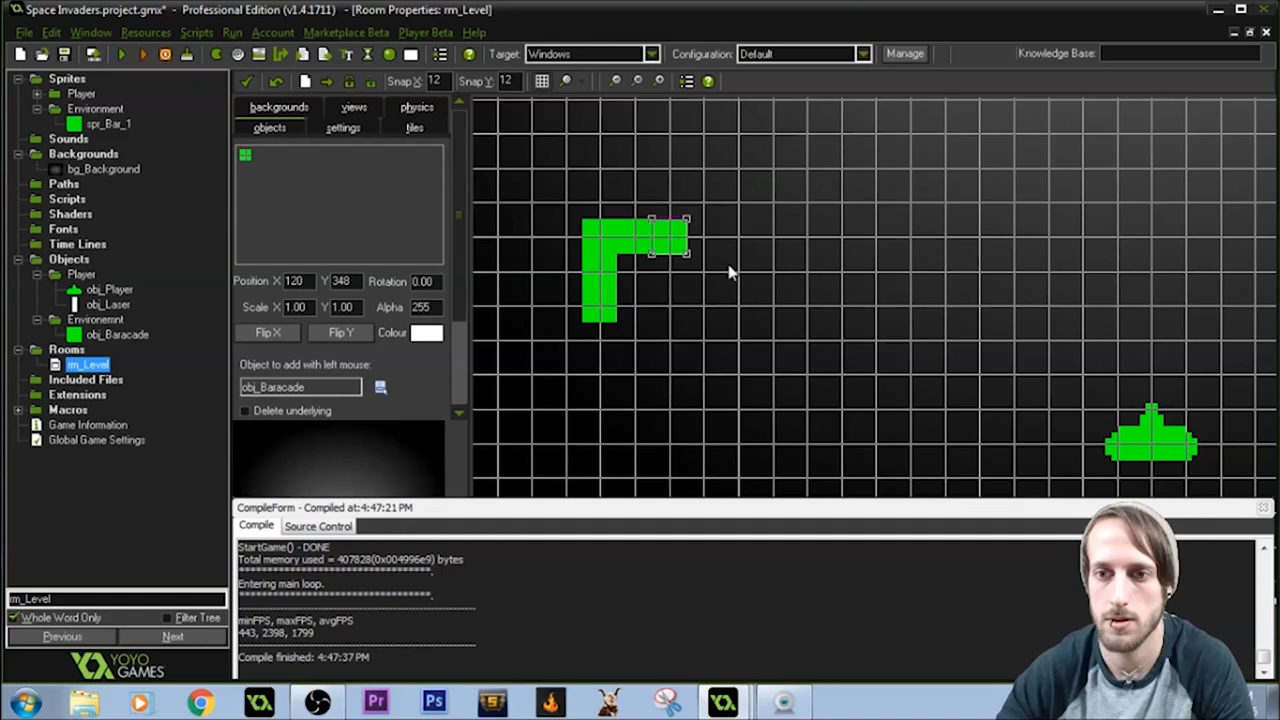 Space Invaders.project.gmx* - Professional Edition (v1.4.1711) - [Room Properties: rm_Level]
File Edit Window Resources Scripts Run Account Marketplace Beta Player Beta Help
Target: Windows Configuration: Default Manage Knowledge Base:
Snap X: 12 Snap Y: 12
Sprites
Player
Environment
spr_Bar_1
Sounds
Backgrounds
bg_Background
Paths
Scripts
Shaders
Fonts
Time Lines
Objects
Player
obj_Player
obj_Laser
Environemnt
obj_Baracade
Rooms
rm_Level
Included Files
Extensions
Macros
Game Information
Global Game Settings
rm_Level
Whole Word Only Filter Tree
Previous Next
YOYO
GAMES
backgrounds views physics
objects settings tiles
Position X 120 Y 348 Rotation 0.00
Scale X 1.00 Y 1.00 Alpha 255
Flip X Flip Y Colour
Object to add with left mouse:
obj_Baracade
Delete underlying
CompileForm - Compiled at:4:47:21 PM
Compile Source Control
StartGame() - DONE
Total memory used = 407828(0x004996e9) bytes
Entering main loop.
minFPS, maxFPS, avgFPS
443, 2398, 1799
Compile finished: 4:47:37 PM
Pr Ps